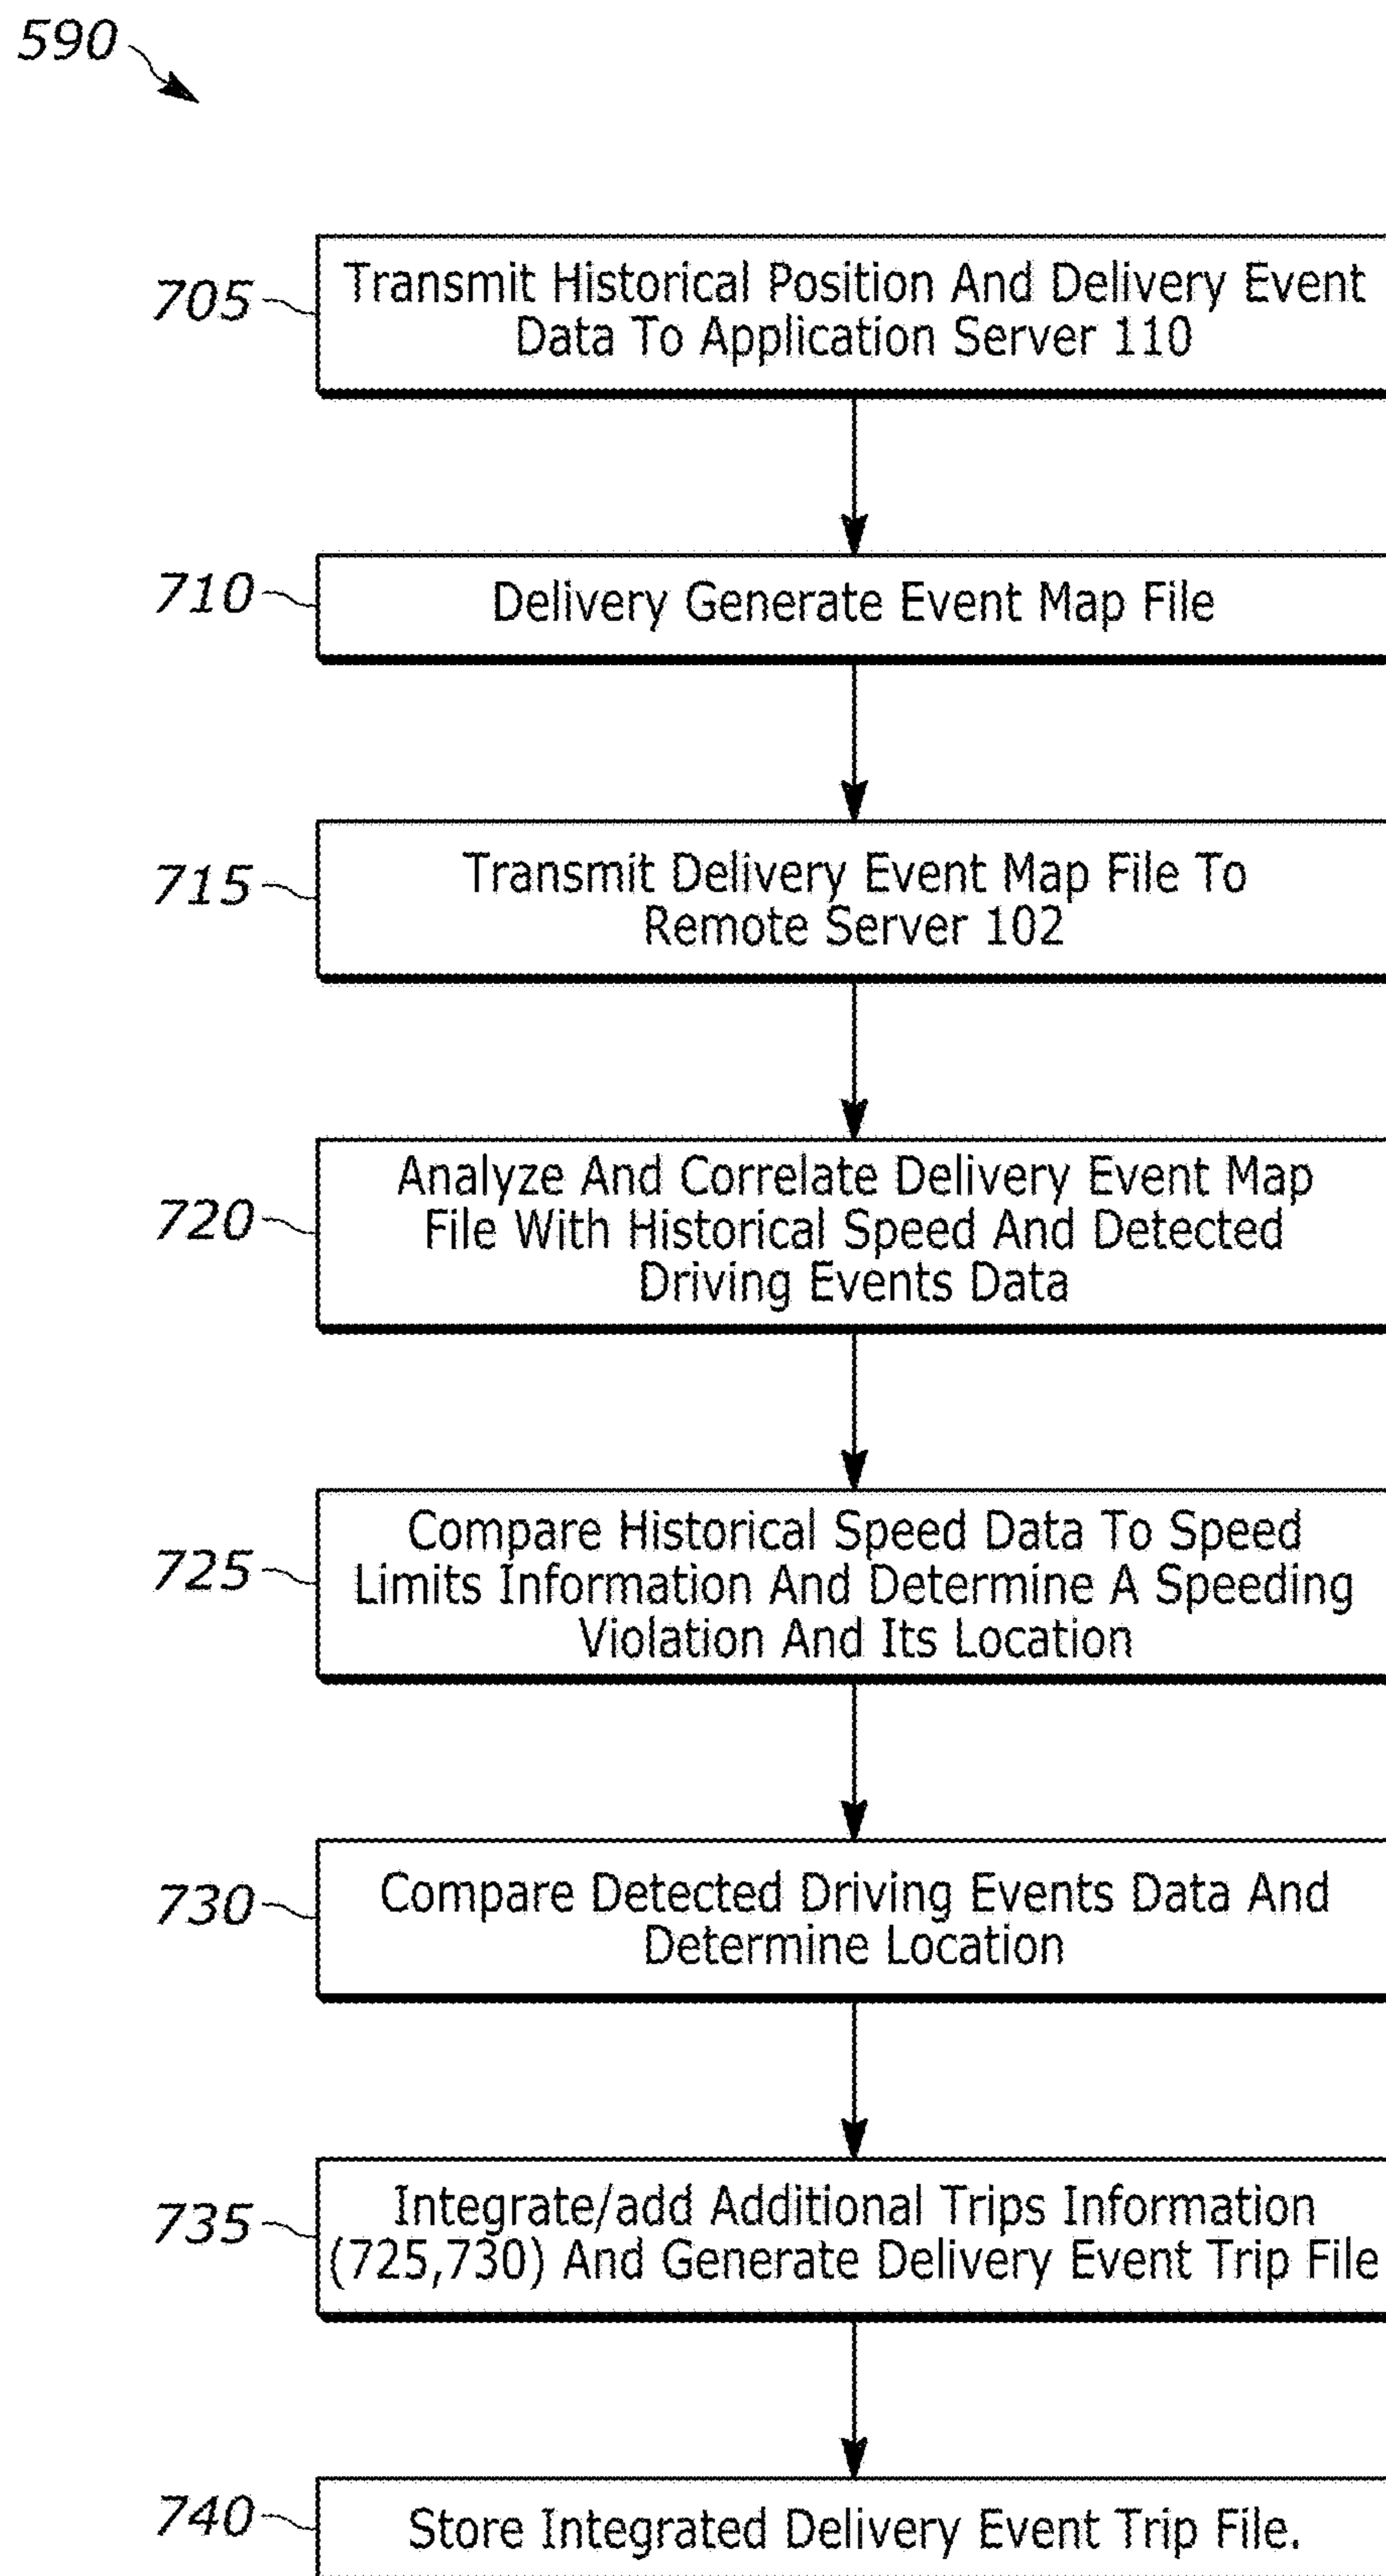 590
705
Transmit Historical Position And Delivery Event
Data To Application Server 110
710
Delivery Generate Event Map File
715
Transmit Delivery Event Map File To
Remote Server 102
720
Analyze And Correlate Delivery Event Map
File With Historical Speed And Detected
Driving Events Data
725
Compare Historical Speed Data To Speed
Limits Information And Determine A Speeding
Violation And Its Location
730
Compare Detected Driving Events Data And
Determine Location
735
Integrate/add Additional Trips Information
(725,730) And Generate Delivery Event Trip File
740
Store Integrated Delivery Event Trip File.